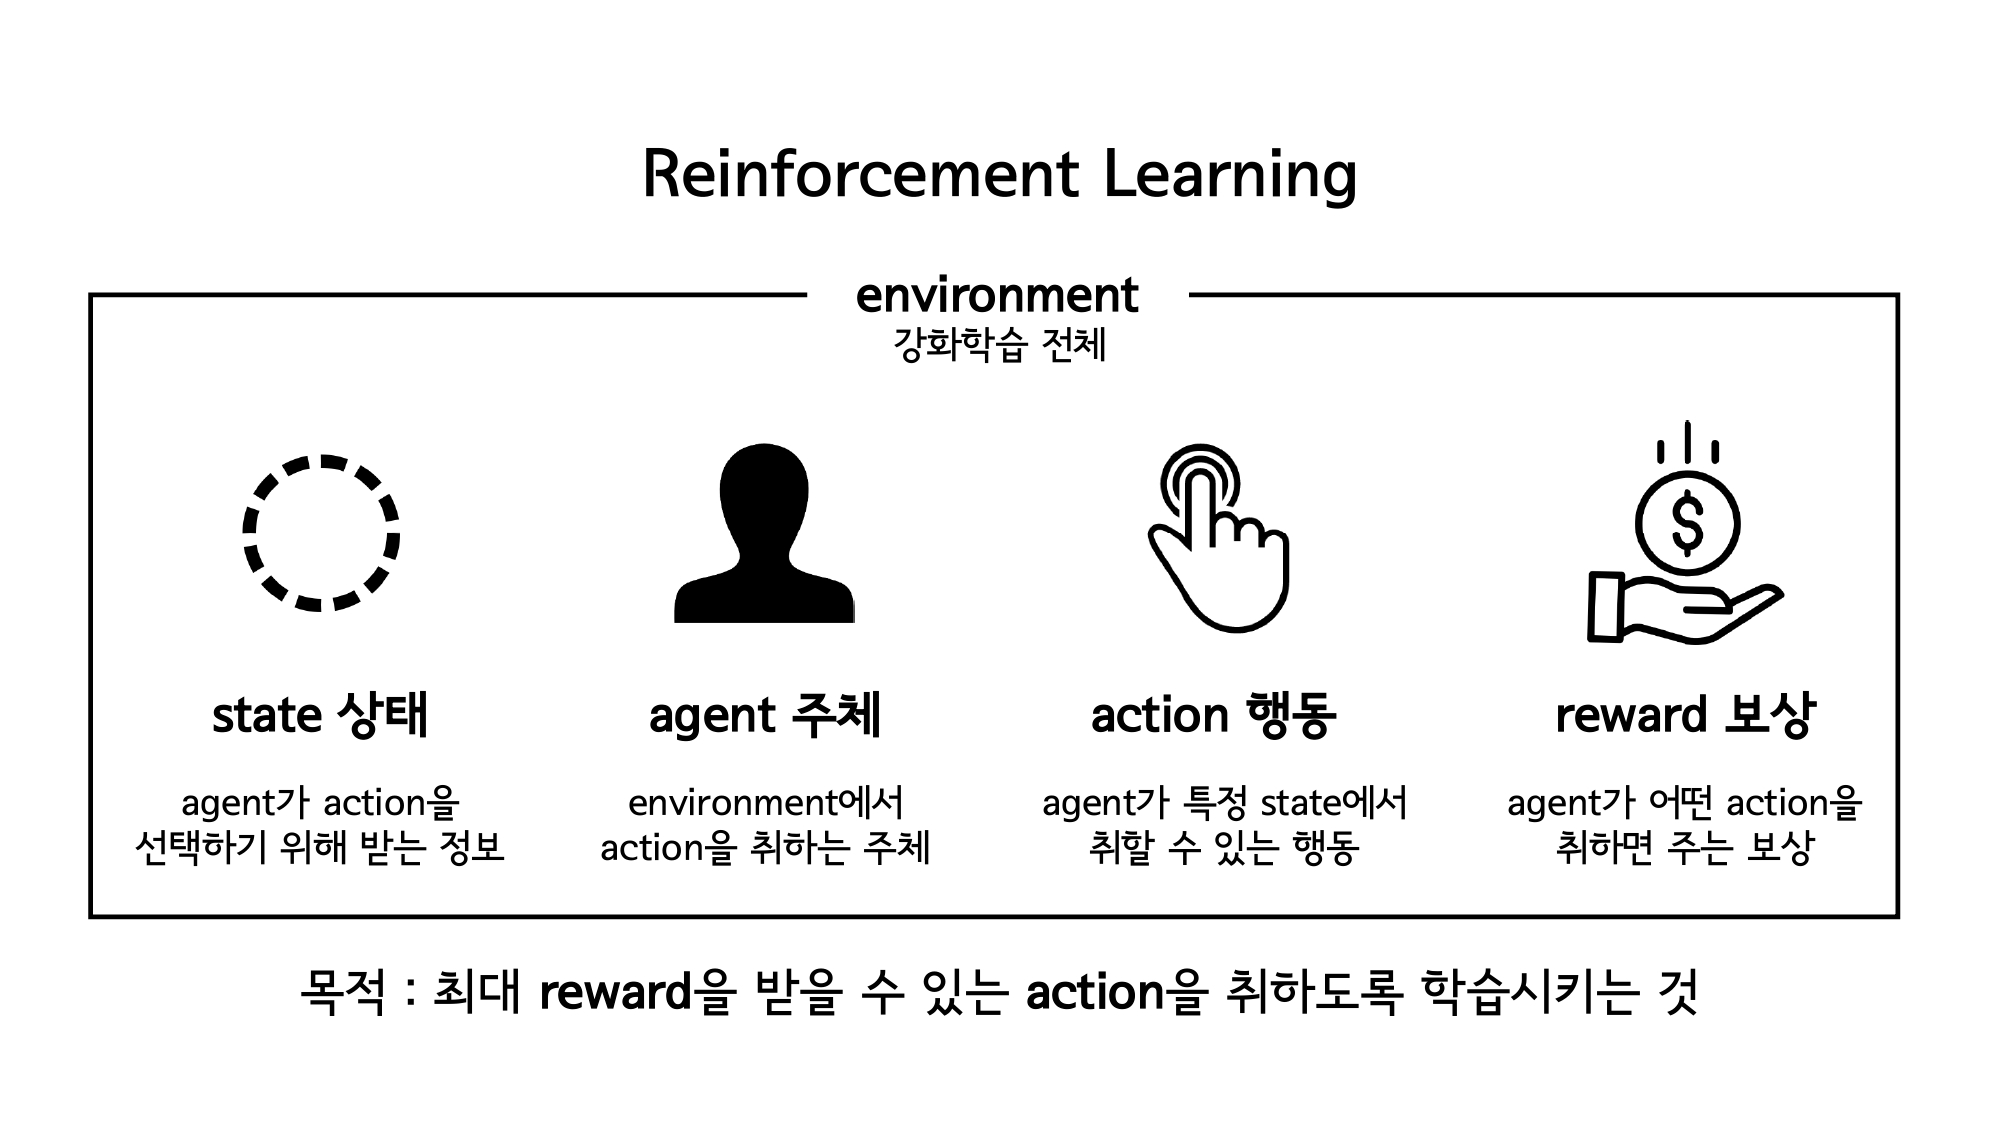 Reinforcement Learning
environment
강화학습 전체
$
state 상태
agent 주체
action 행동
reward 보상
agent가 action을
선택하기 위해 받는 정보
environment에서
action을 취하는 주체
agent가 특정 state에서
취할 수 있는 행동
agent가 어떤 action을
취하면 주는 보상
목적 : 최대 reward을 받을 수 있는 action을 취하도록 학습시키는 것